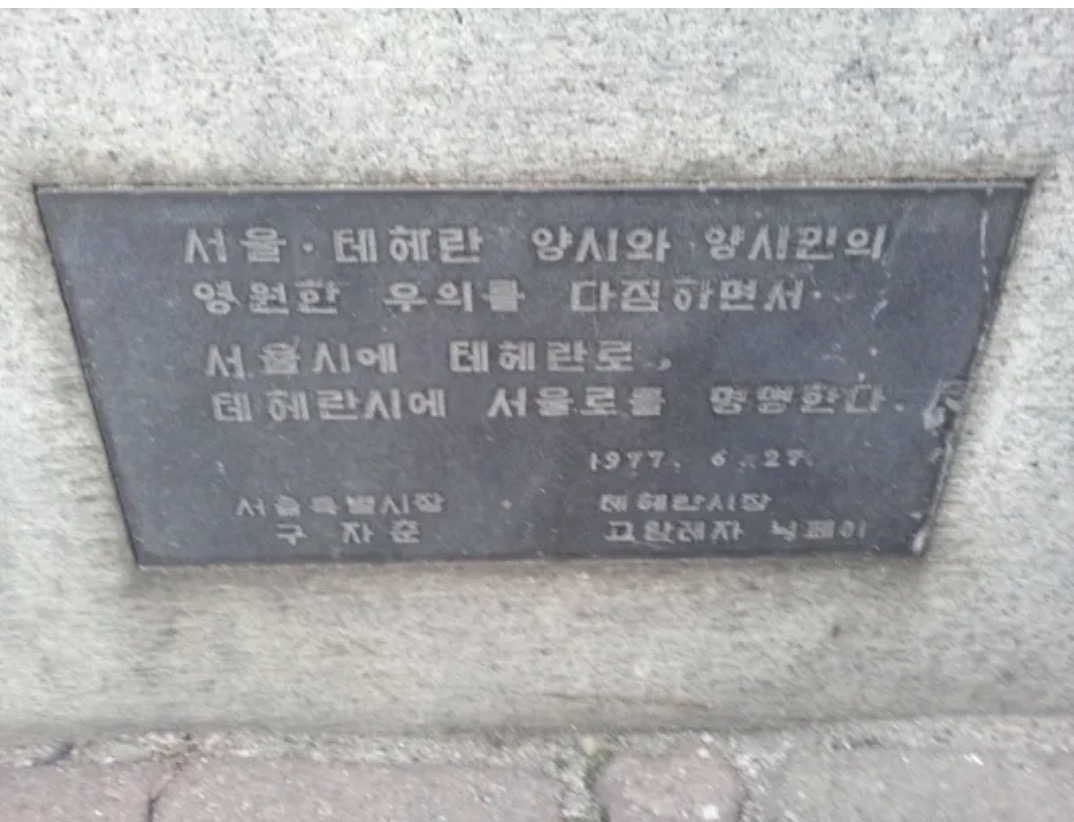 서울·테헤란 양시와 양시민의
영원한 우의를 다짐하면서
서울시에 테헤란로,
테헤란시에 서울로를 명명한다.
1977. 6. 27.
서울특별시장 테헤란시장
구 자 춘 고람레자 닉페이